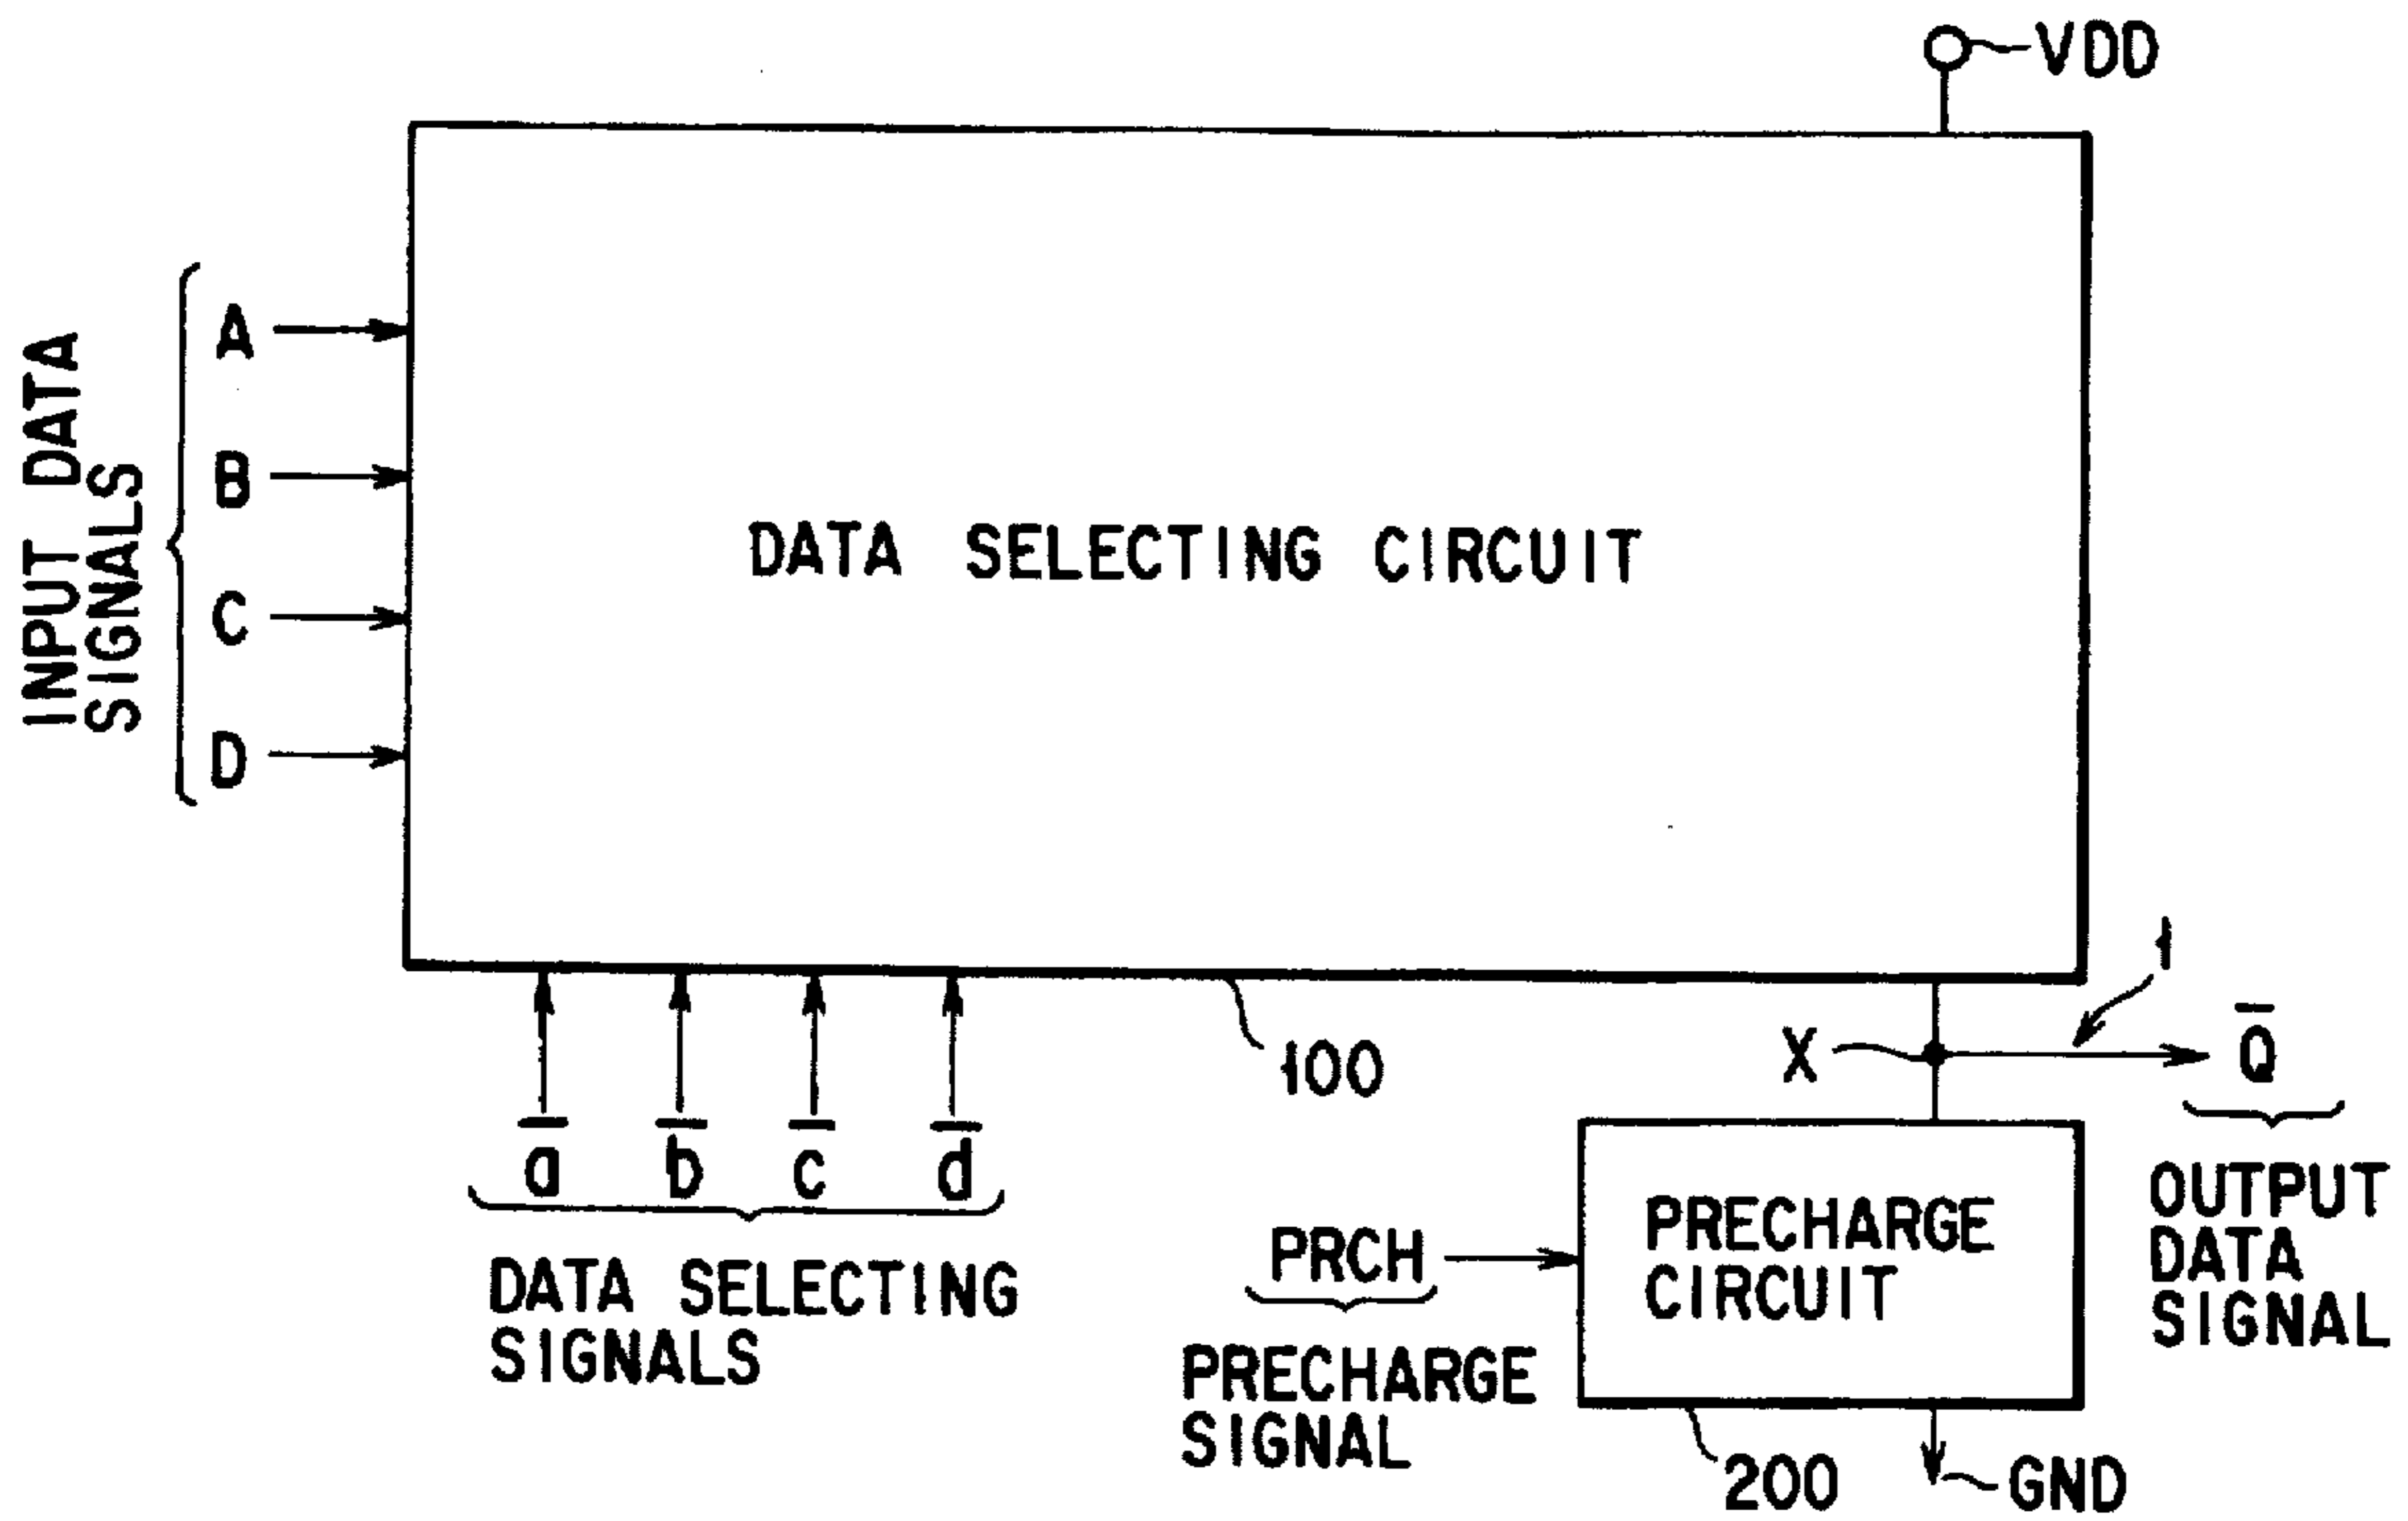 VDD
INPUT DATA
SIGNALS
A
B
C
D
DATA SELECTING CIRCUIT
1
100
X
Q̅
a̅ b̅ c̅ d̅
DATA SELECTING
SIGNALS
PRCH
PRECHARGE
SIGNAL
PRECHARGE
CIRCUIT
OUTPUT
DATA
SIGNAL
200
GND